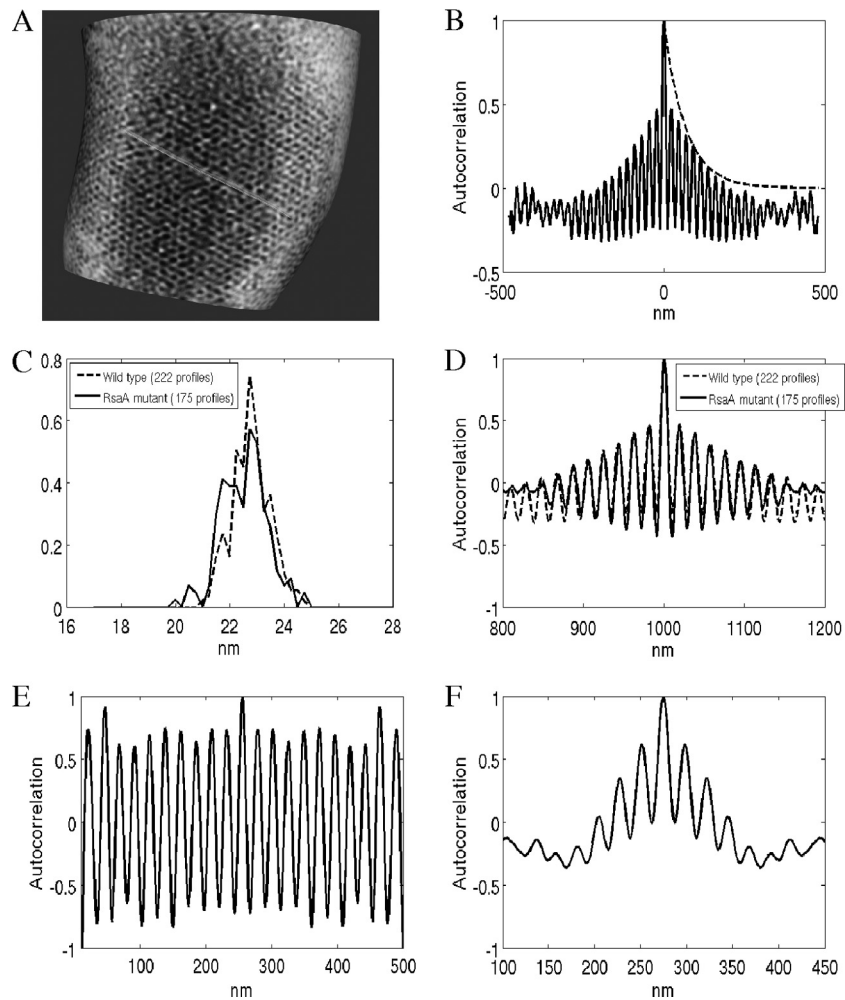 A
B
Autocorrelation
1
0.5
0
-0.5
-500
0
500
nm
C
Wild type (222 profiles)
RsaA mutant (175 profiles)
0.8
0.6
0.4
0.2
0
16
18
20
22
24
26
28
nm
D
Wild type (222 profiles)
RsaA mutant (175 profiles)
Autocorrelation
1
0.5
0
-0.5
-1
800
900
1000
1100
1200
nm
E
Autocorrelation
1
0.5
0
-0.5
-1
100
200
300
400
500
nm
F
Autocorrelation
1
0.5
0
-0.5
-1
100
150
200
250
300
350
400
450
nm